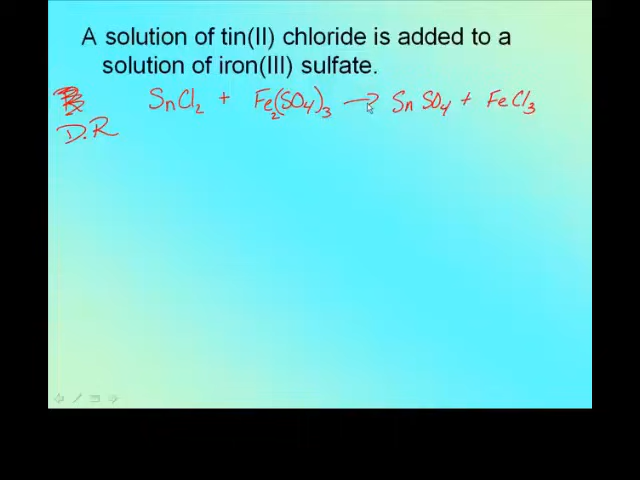 A solution of tin(II) chloride is added to a
solution of iron(III) sulfate.
SnCl₂ + Fe₂(SO₄)₃ → SnSO₄ + FeCl₃
D.R